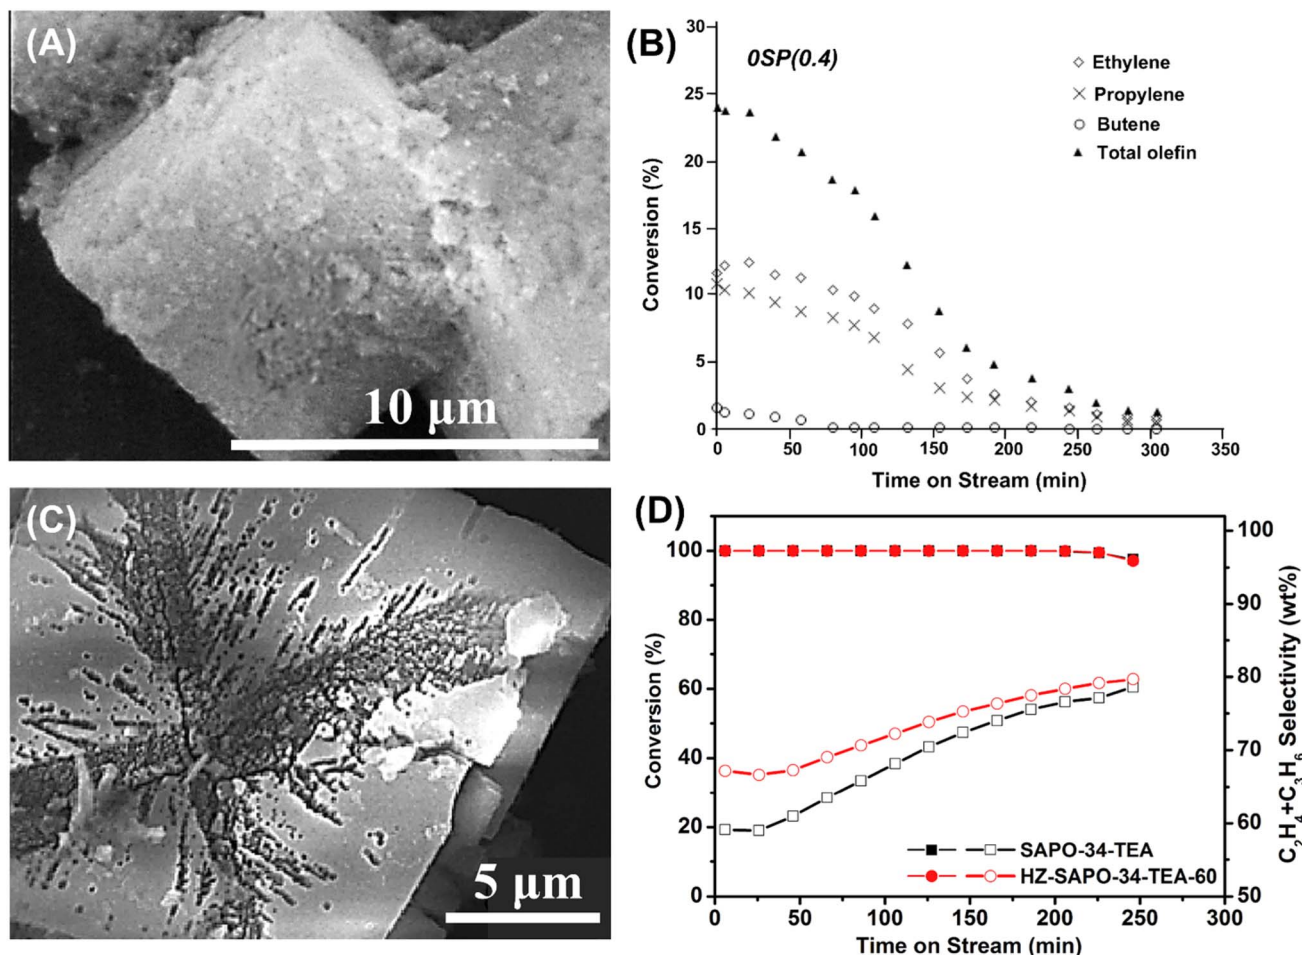 (A)
10 μm
(B)
0SP(0.4)
Ethylene
Propylene
Butene
Total olefin
Conversion (%)
30
25
20
15
10
5
0
0 50 100 150 200 250 300 350
Time on Stream (min)
(C)
5 μm
(D)
Conversion (%)
100
80
60
40
20
0
C₂H₄+C₃H₆ Selectivity (wt%)
100
90
80
70
60
50
SAPO-34-TEA
HZ-SAPO-34-TEA-60
0 50 100 150 200 250 300
Time on Stream (min)